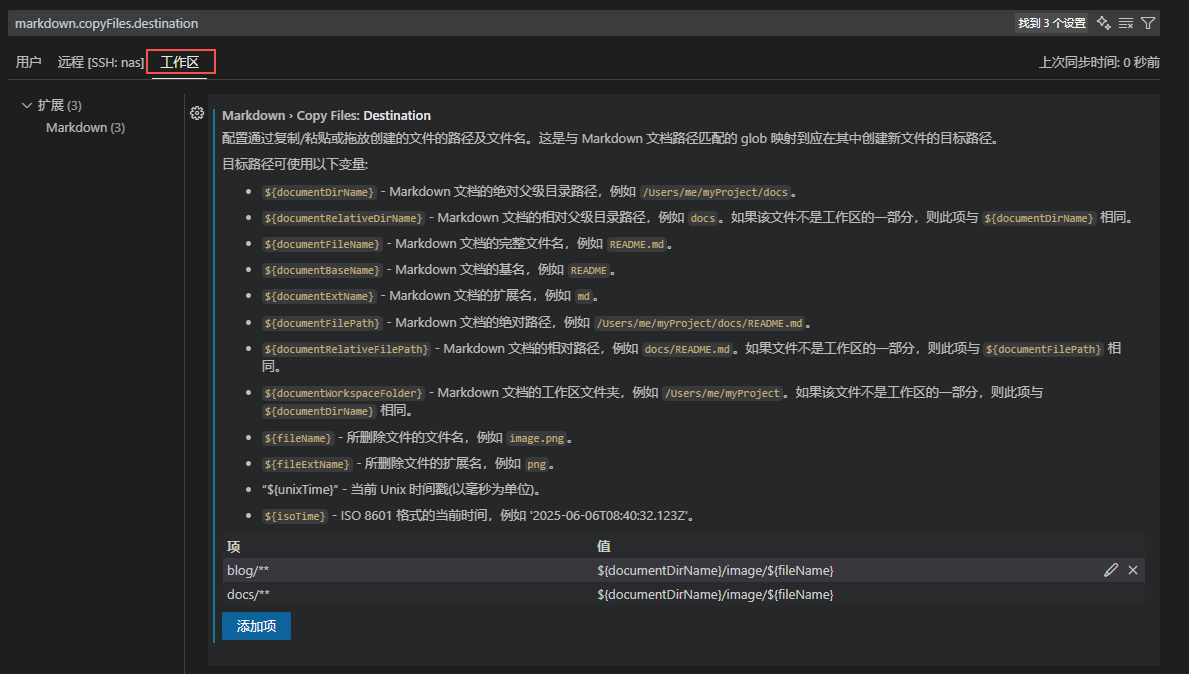 markdown.copyFiles.destination
找到 3 个设置
用户 远程 [SSH: nas] 工作区
上次同步时间: 0 秒前
扩展 (3)
Markdown (3)
Markdown › Copy Files: Destination
配置通过复制/粘贴或拖放创建的文件的路径及文件名。这是与 Markdown 文档路径匹配的 glob 映射到应在其中创建新文件的目标路径。
目标路径可使用以下变量:
• ${documentDirName} - Markdown 文档的绝对父级目录路径，例如 /Users/me/myProject/docs。
• ${documentRelativeDirName} - Markdown 文档的相对父级目录路径，例如 docs。如果该文件不是工作区的一部分，则此项与 ${documentDirName} 相同。
• ${documentFileName} - Markdown 文档的完整文件名，例如 README.md。
• ${documentBaseName} - Markdown 文档的基名，例如 README。
• ${documentExtName} - Markdown 文档的扩展名，例如 md。
• ${documentFilePath} - Markdown 文档的绝对路径，例如 /Users/me/myProject/docs/README.md。
• ${documentRelativeFilePath} - Markdown 文档的相对路径，例如 docs/README.md。如果文件不是工作区的一部分，则此项与 ${documentFilePath} 相
同。
• ${documentWorkspaceFolder} - Markdown 文档的工作区文件夹，例如 /Users/me/myProject。如果该文件不是工作区的一部分，则此项与
${documentDirName} 相同。
• ${fileName} - 所删除文件的文件名，例如 image.png。
• ${fileExtName} - 所删除文件的扩展名，例如 png。
• “${unixTime}” - 当前 Unix 时间戳(以毫秒为单位)。
• ${isoTime} - ISO 8601 格式的当前时间，例如 '2025-06-06T08:40:32.123Z'。
项 值
blog/** ${documentDirName}/image/${fileName}
docs/** ${documentDirName}/image/${fileName}
添加项